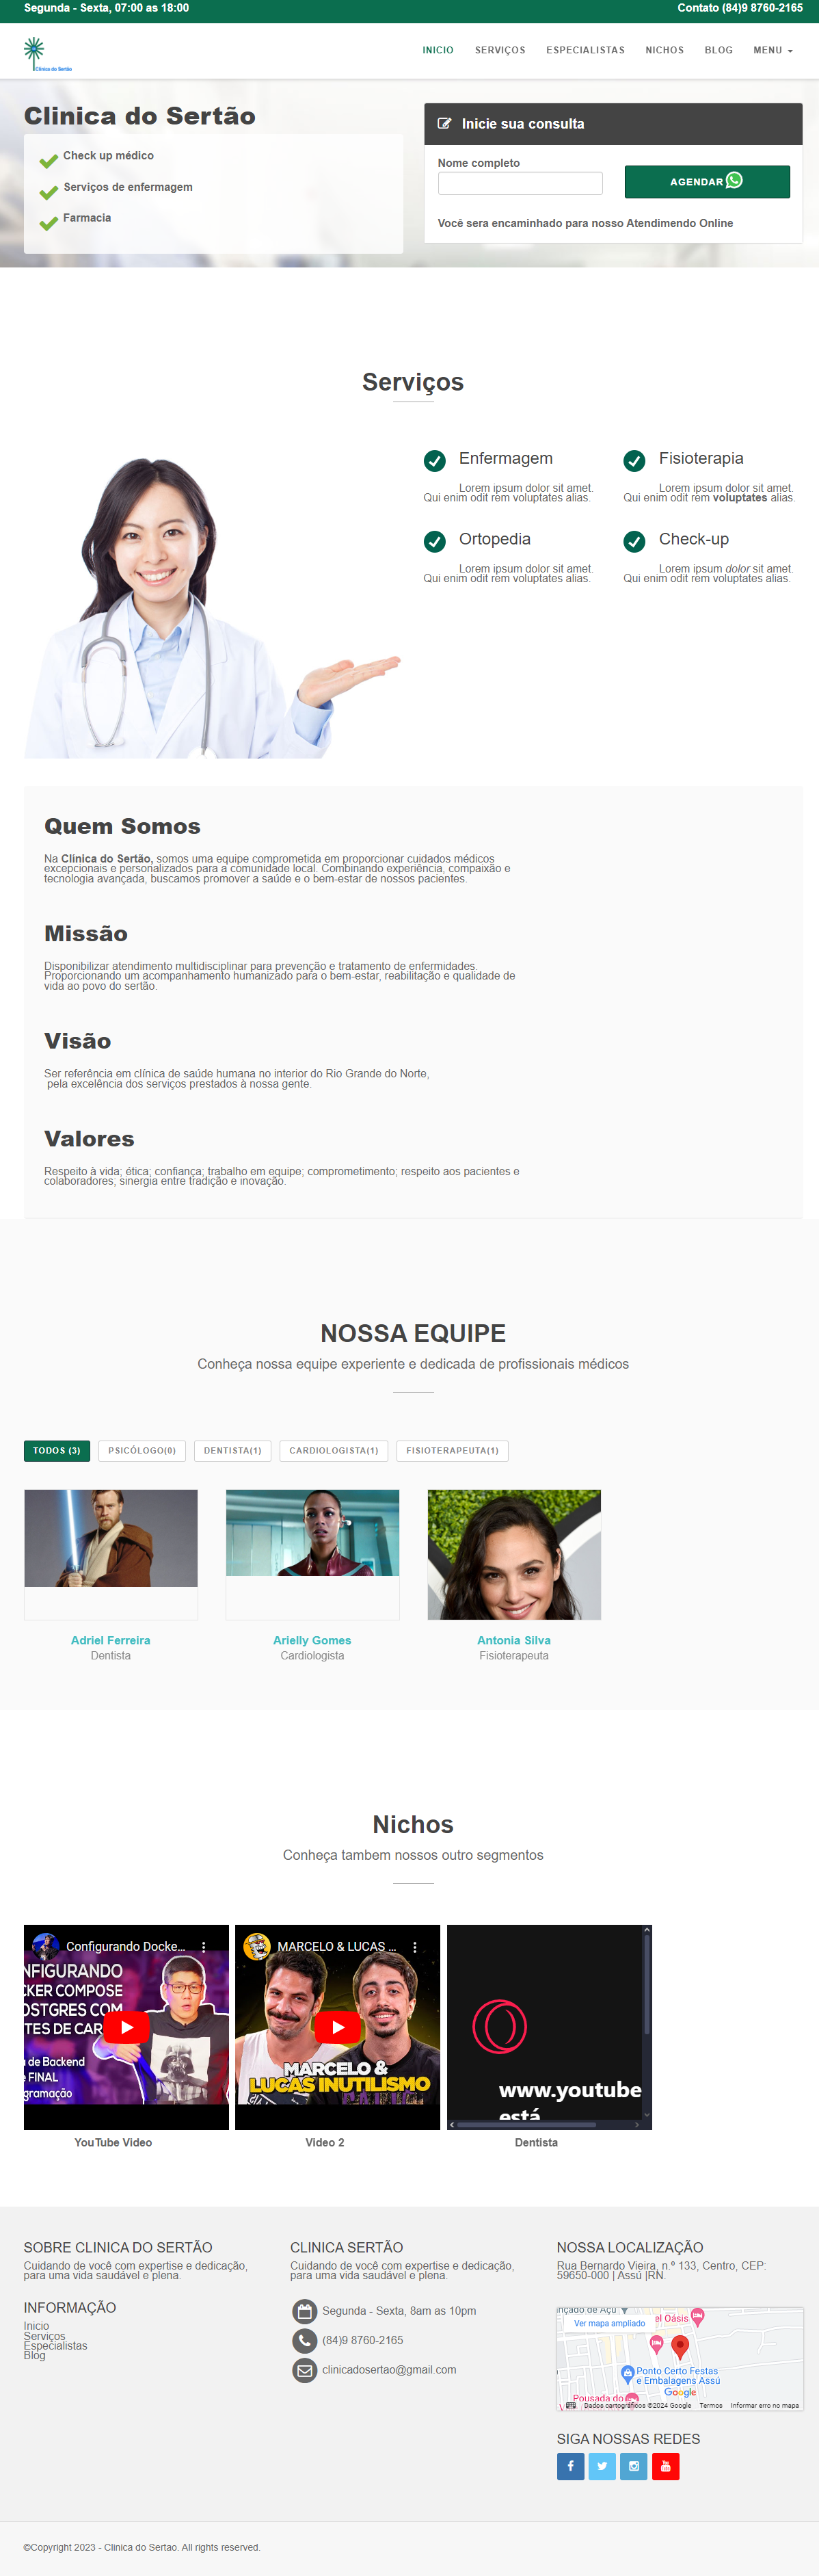 Segunda - Sexta, 07:00 as 18:00
Contato (84)9 8760-2165
Clinica do Sertão
INICIO
SERVIÇOS
ESPECIALISTAS
NICHOS
BLOG
MENU
Clinica do Sertão
Check up médico
Serviços de enfermagem
Farmacia
Inicie sua consulta
Nome completo
AGENDAR
Você sera encaminhado para nosso Atendimendo Online
Serviços
Enfermagem
Lorem ipsum dolor sit amet.
Qui enim odit rem voluptates alias.
Fisioterapia
Lorem ipsum dolor sit amet.
Qui enim odit rem voluptates alias.
Ortopedia
Lorem ipsum dolor sit amet.
Qui enim odit rem voluptates alias.
Check-up
Lorem ipsum dolor sit amet.
Qui enim odit rem voluptates alias.
Quem Somos
Na Clinica do Sertão, somos uma equipe comprometida em proporcionar cuidados médicos
excepcionais e personalizados para a comunidade local. Combinando experiência, compaixão e
tecnologia avançada, buscamos promover a saúde e o bem-estar de nossos pacientes.
Missão
Disponibilizar atendimento multidisciplinar para prevenção e tratamento de enfermidades.
Proporcionando um acompanhamento humanizado para o bem-estar, reabilitação e qualidade de
vida ao povo do sertão.
Visão
Ser referência em clínica de saúde humana no interior do Rio Grande do Norte,
pela excelência dos serviços prestados à nossa gente.
Valores
Respeito à vida; ética; confiança; trabalho em equipe; comprometimento; respeito aos pacientes e
colaboradores; sinergia entre tradição e inovação.
NOSSA EQUIPE
Conheça nossa equipe experiente e dedicada de profissionais médicos
TODOS (3)
PSICÓLOGO(0)
DENTISTA(1)
CARDIOLOGISTA(1)
FISIOTERAPEUTA(1)
Adriel Ferreira
Dentista
Arielly Gomes
Cardiologista
Antonia Silva
Fisioterapeuta
Nichos
Conheça tambem nossos outro segmentos
Configurando Docke...
NFIGURANDO
KER COMPOSE
OSTGRES COM
TES DE CAR
de Backend
FINAL
gramação
MARCELO & LUCAS ...
MARCELO &
LUCAS INUTILISMO
www.youtube
está
YouTube Video
Video 2
Dentista
SOBRE CLINICA DO SERTÃO
Cuidando de você com expertise e dedicação,
para uma vida saudável e plena.
INFORMAÇÃO
Inicio
Serviços
Especialistas
Blog
CLINICA SERTÃO
Cuidando de você com expertise e dedicação,
para uma vida saudável e plena.
Segunda - Sexta, 8am as 10pm
(84)9 8760-2165
clinicadosertao@gmail.com
NOSSA LOCALIZAÇÃO
Rua Bernardo Vieira, n.º 133, Centro, CEP:
59650-000 | Assú |RN.
nçado de Açu
el Oásis
Ver mapa ampliado
Ponto Certo Festas
e Embalagens Assú
Google
Pousada do
Dados cartográficos ©2024 Google
Termos
Informar erro no mapa
SIGA NOSSAS REDES
©Copyright 2023 - Clinica do Sertao. All rights reserved.